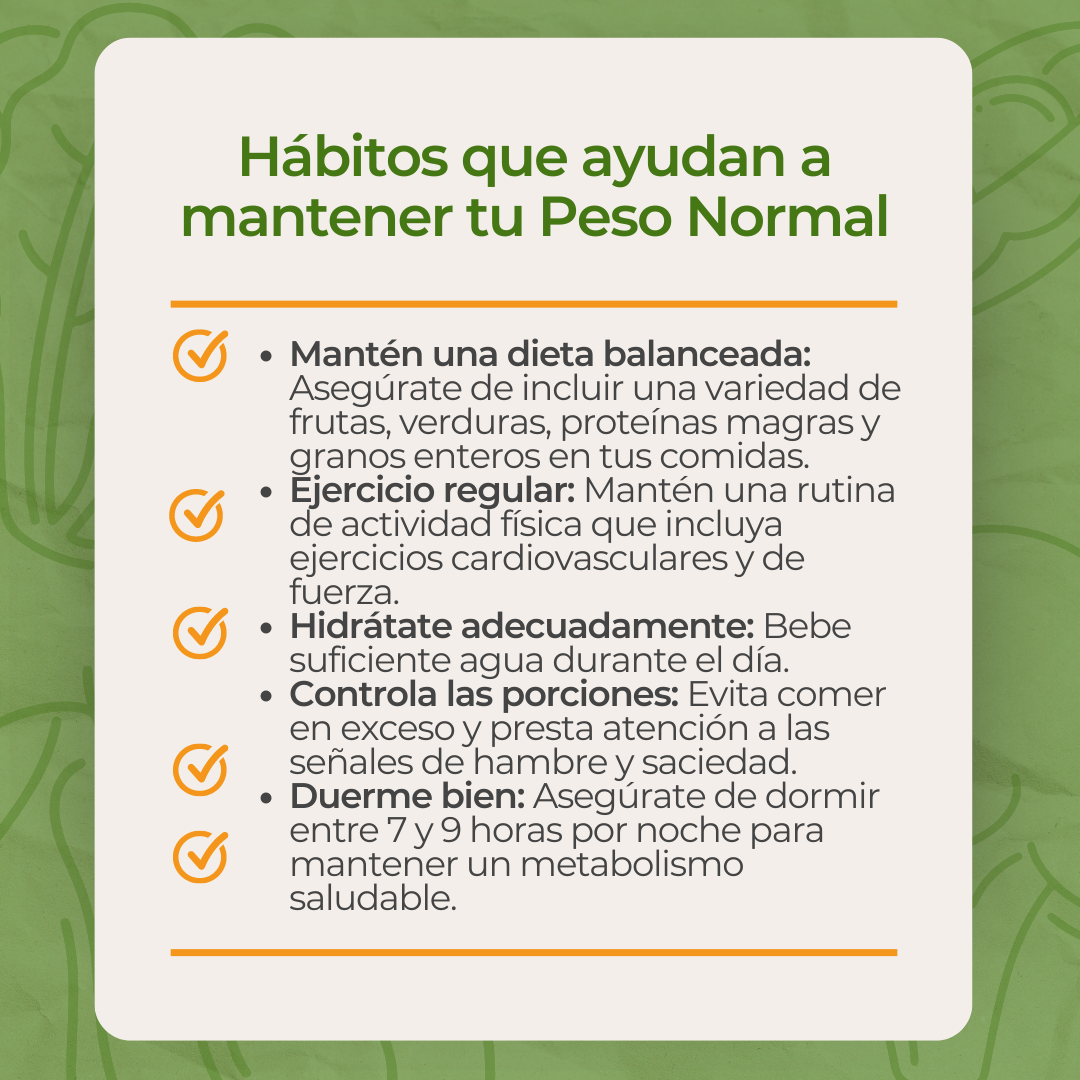 Hábitos que ayudan a
mantener tu Peso Normal
• Mantén una dieta balanceada:
Asegúrate de incluir una variedad de
frutas, verduras, proteínas magras y
granos enteros en tus comidas.
• Ejercicio regular: Mantén una rutina
de actividad física que incluya
ejercicios cardiovasculares y de
fuerza.
• Hidrátate adecuadamente: Bebe
suficiente agua durante el día.
• Controla las porciones: Evita comer
en exceso y presta atención a las
señales de hambre y saciedad.
• Duerme bien: Asegúrate de dormir
entre 7 y 9 horas por noche para
mantener un metabolismo
saludable.